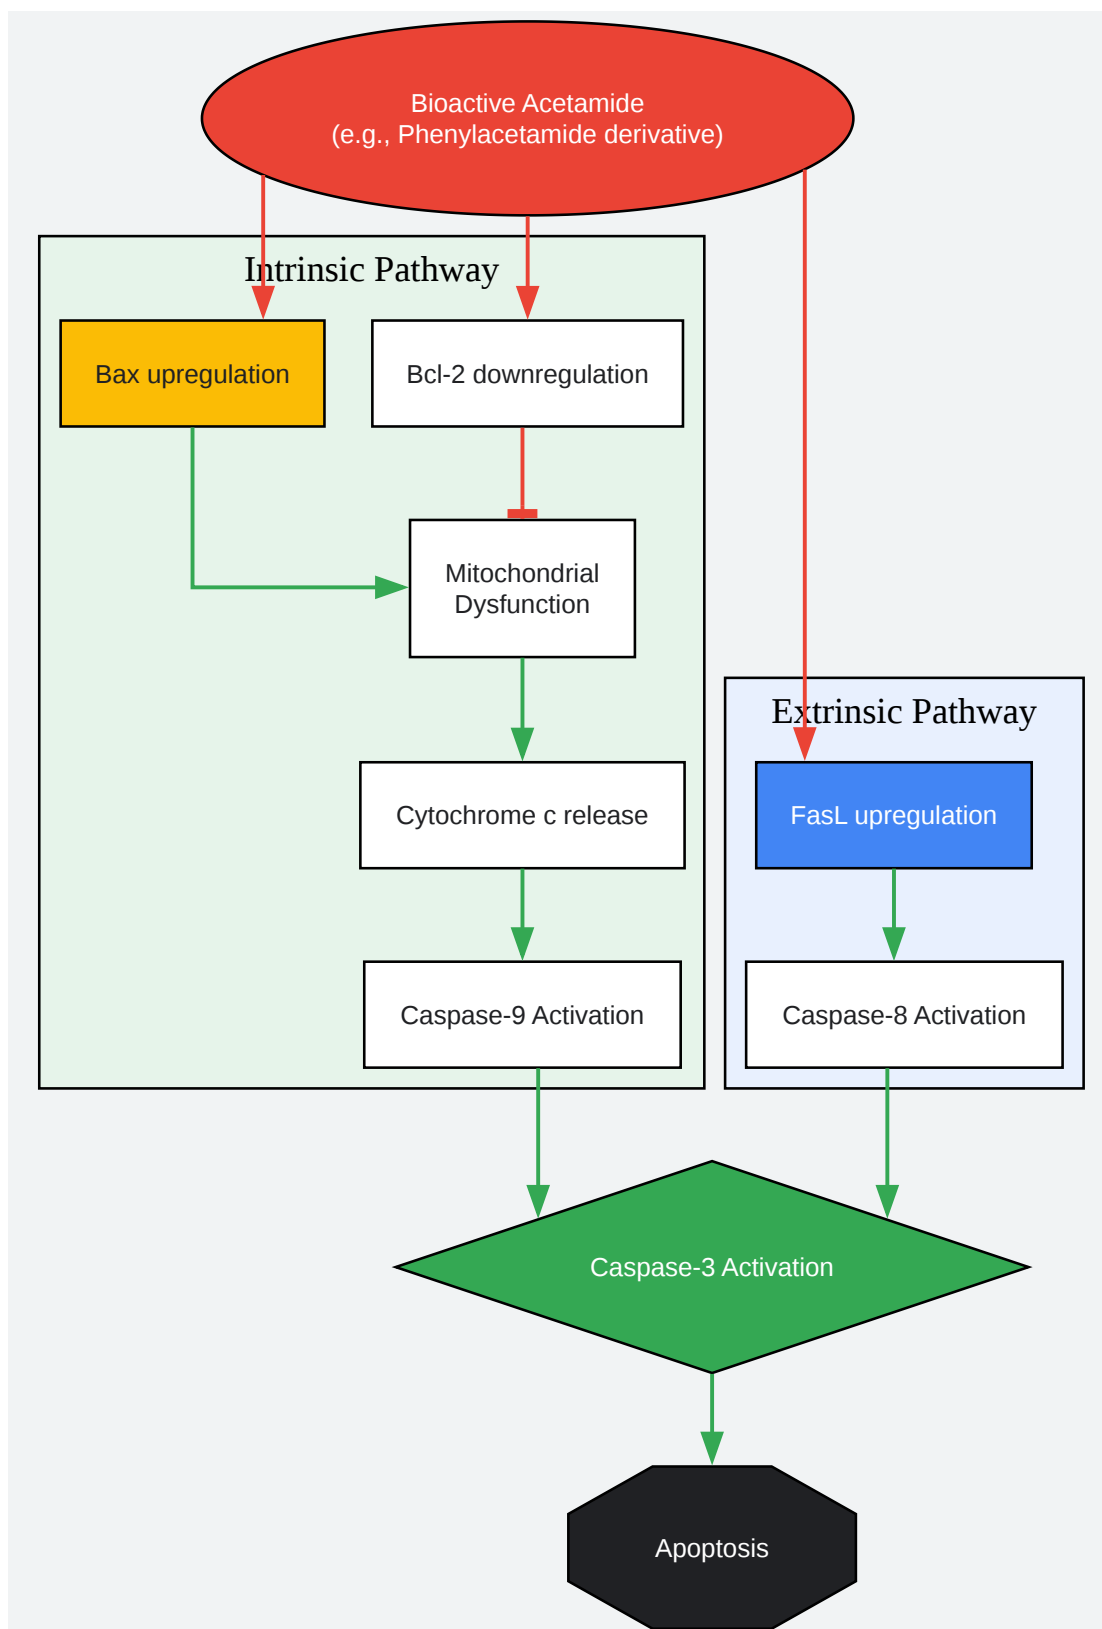 Bioactive Acetamide
(e.g., Phenylacetamide derivative)
Intrinsic Pathway
Bax upregulation
Bcl-2 downregulation
Mitochondrial
Dysfunction
Extrinsic Pathway
Cytochrome c release
FasL upregulation
Caspase-9 Activation
Caspase-8 Activation
Caspase-3 Activation
Apoptosis